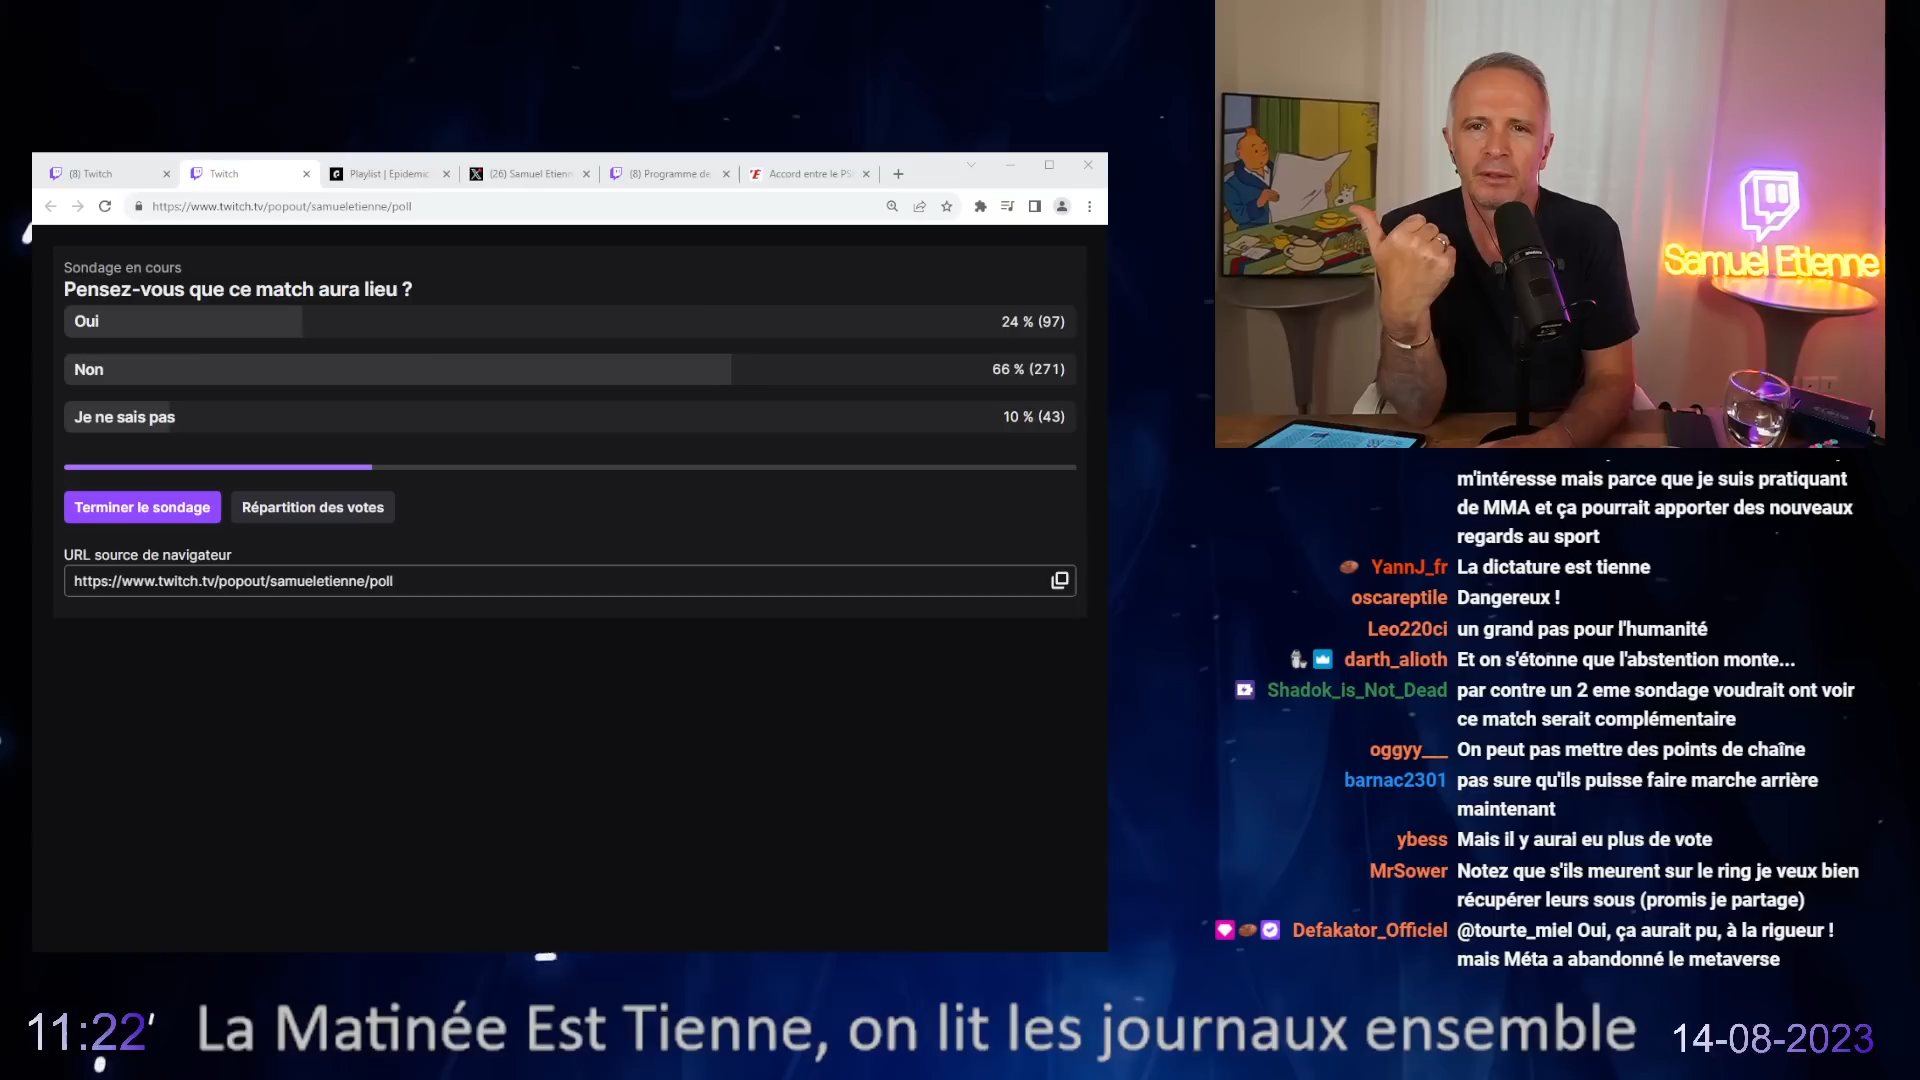 (8) Twitch
Twitch
Playlist | Epidemic
(26) Samuel Etienn
(8) Programme de
Accord entre le PS
https://www.twitch.tv/popout/samueletienne/poll
Sondage en cours
Pensez-vous que ce match aura lieu ?
Oui 24 % (97)
Non 66 % (271)
Je ne sais pas 10 % (43)
Terminer le sondage Répartition des votes
URL source de navigateur
https://www.twitch.tv/popout/samueletienne/poll
Samuel Etienne
m'intéresse mais parce que je suis pratiquant
de MMA et ça pourrait apporter des nouveaux
regards au sport
YannJ_fr La dictature est tienne
oscareptile Dangereux !
Leo220ci un grand pas pour l'humanité
darth_alioth Et on s'étonne que l'abstention monte...
Shadok_is_Not_Dead par contre un 2 eme sondage voudrait ont voir
ce match serait complémentaire
oggyy___ On peut pas mettre des points de chaîne
barnac2301 pas sure qu'ils puisse faire marche arrière
maintenant
ybess Mais il y aurai eu plus de vote
MrSower Notez que s'ils meurent sur le ring je veux bien
récupérer leurs sous (promis je partage)
Defakator_Officiel @tourte_miel Oui, ça aurait pu, à la rigueur !
mais Méta a abandonné le metaverse
11:22' La Matinée Est Tienne, on lit les journaux ensemble 14-08-2023